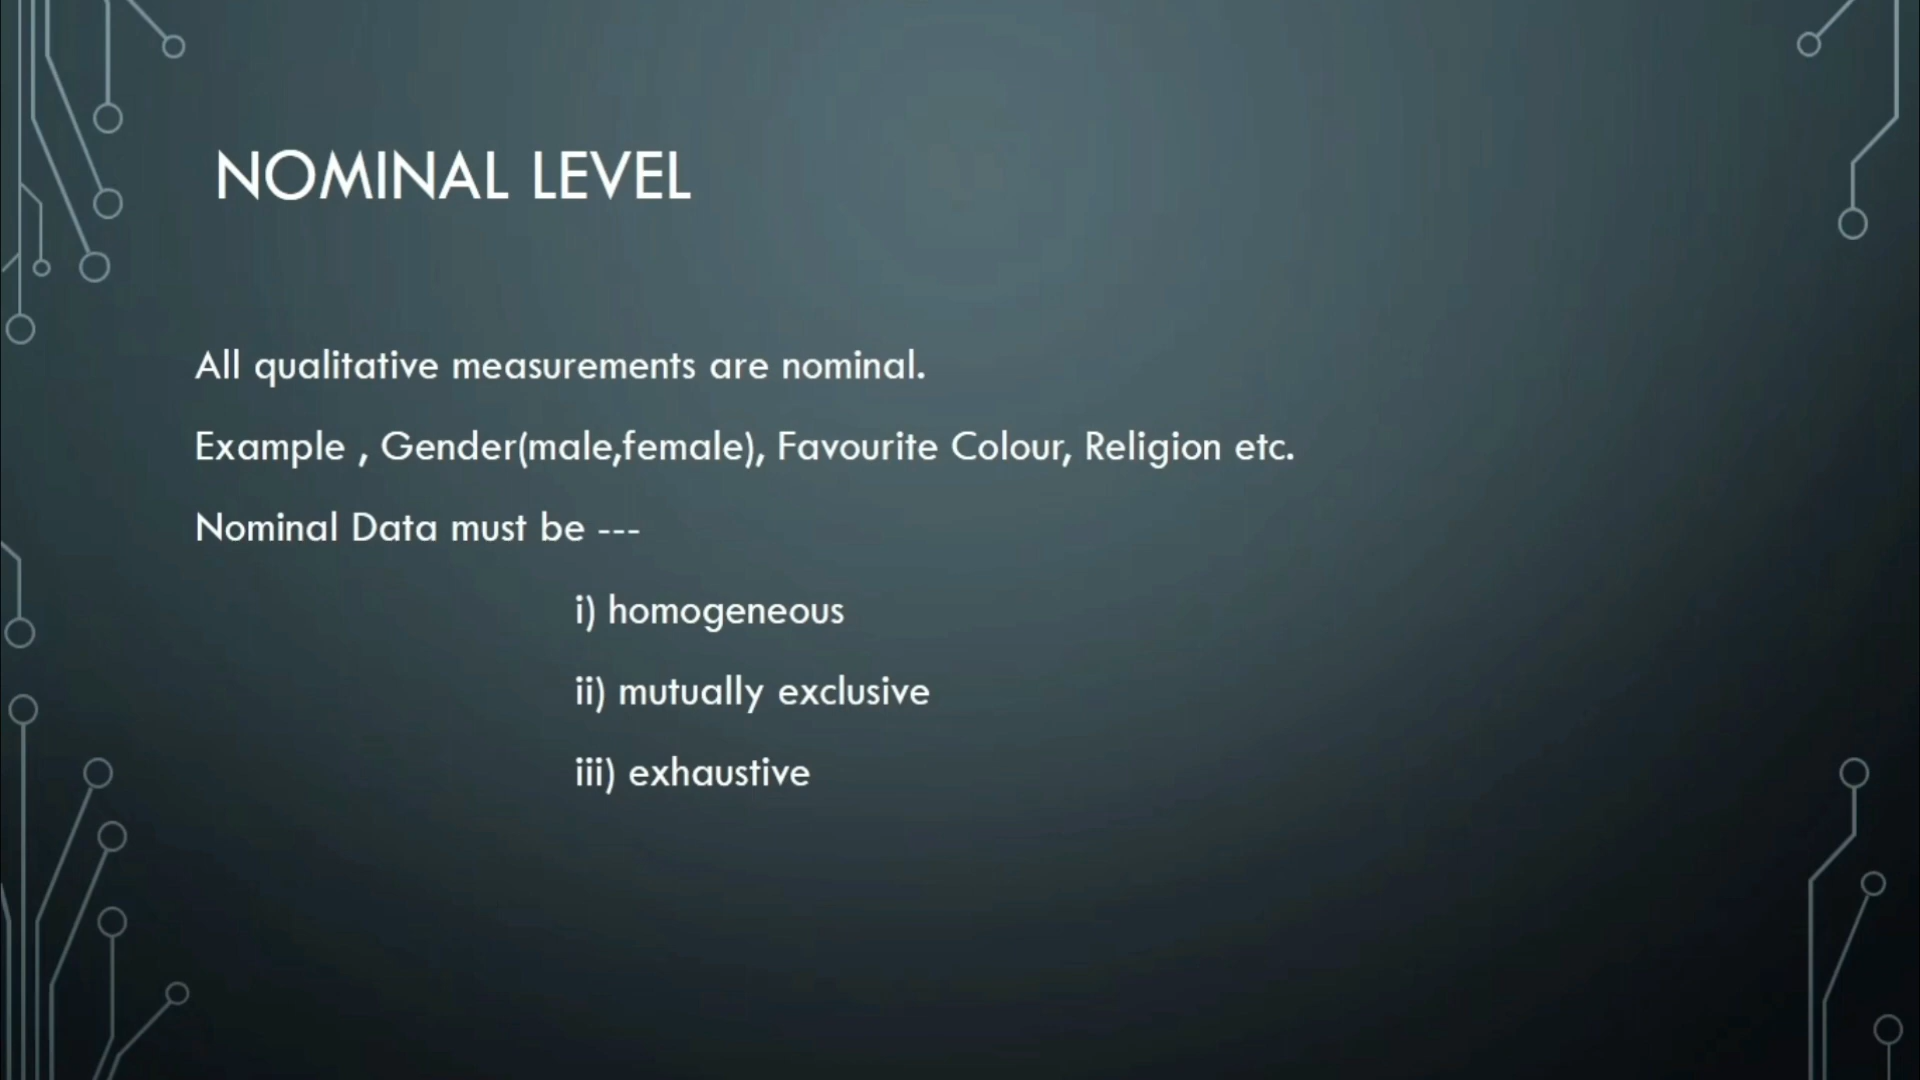 NOMINAL LEVEL
All qualitative measurements are nominal.
Example , Gender(male,female), Favourite Colour, Religion etc.
Nominal Data must be ---
i) homogeneous
ii) mutually exclusive
iii) exhaustive